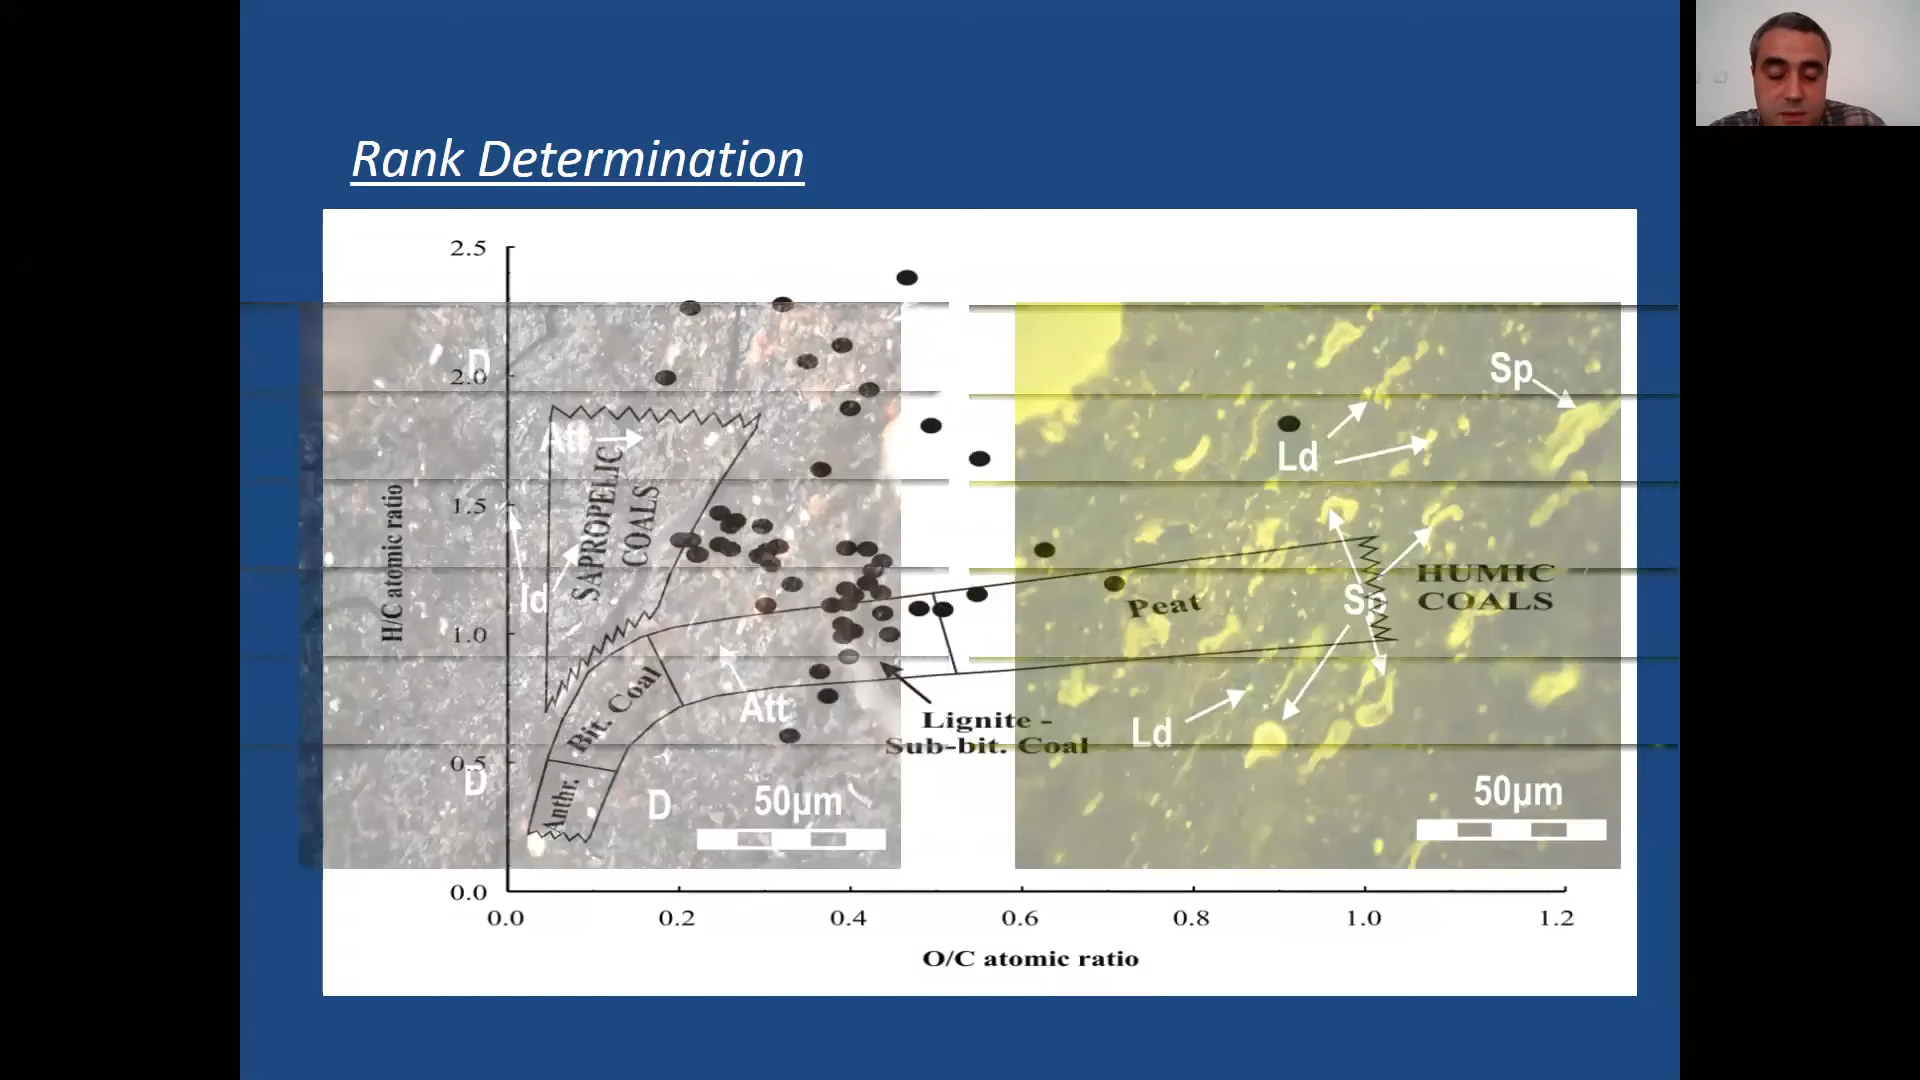 Rank Determination
2.5
2.0
1.5
1.0
0.5
0.0
H/C atomic ratio
0.0 0.2 0.4 0.6 0.8 1.0 1.2
O/C atomic ratio
SAPROPELIC
COALS
Bit. Coal
Anthr.
Lignite -
Sub-bit. Coal
Peat
HUMIC
COALS
D
Att
Id
Att
D
D
50µm
Sp
Ld
Sp
Ld
50µm